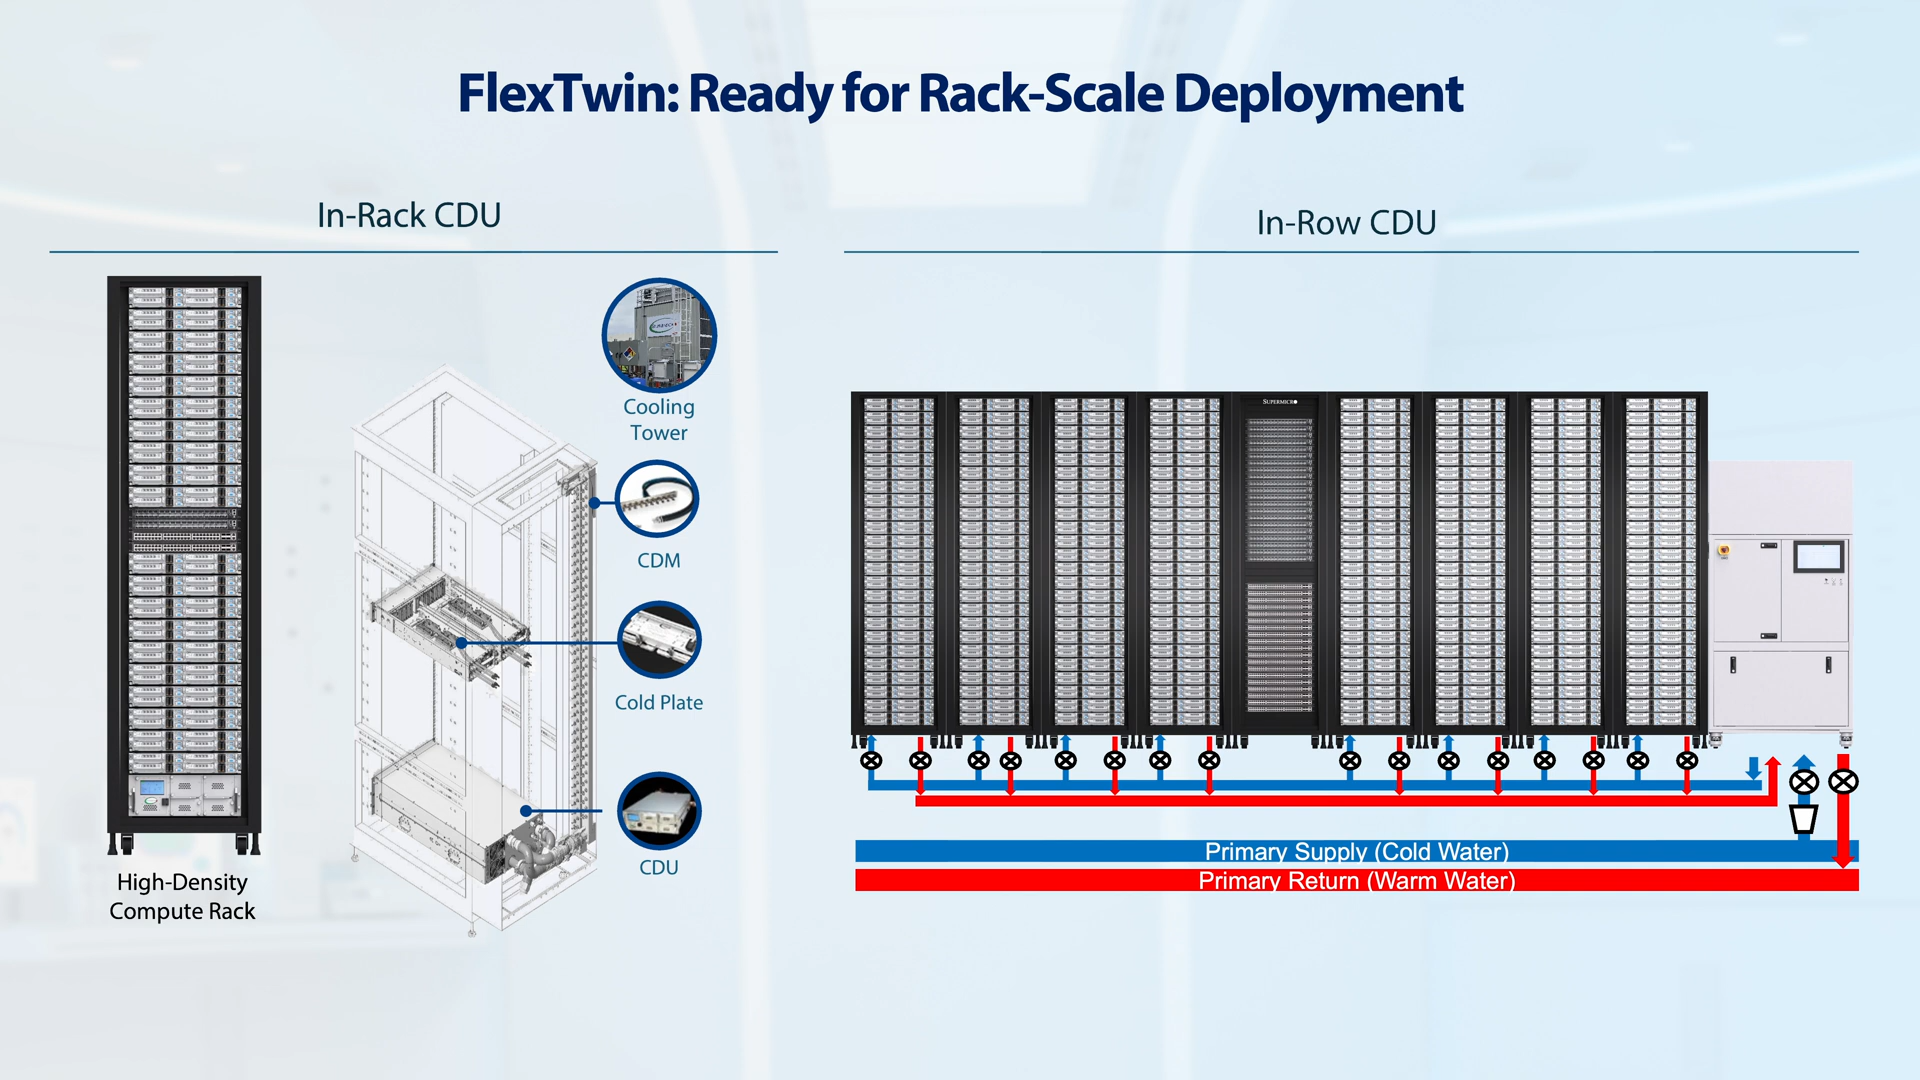 FlexTwin: Ready for Rack-Scale Deployment
In-Rack CDU
In-Row CDU
Cooling
Tower
CDM
Cold Plate
CDU
High-Density
Compute Rack
SUPERMICRO
Primary Supply (Cold Water)
Primary Return (Warm Water)